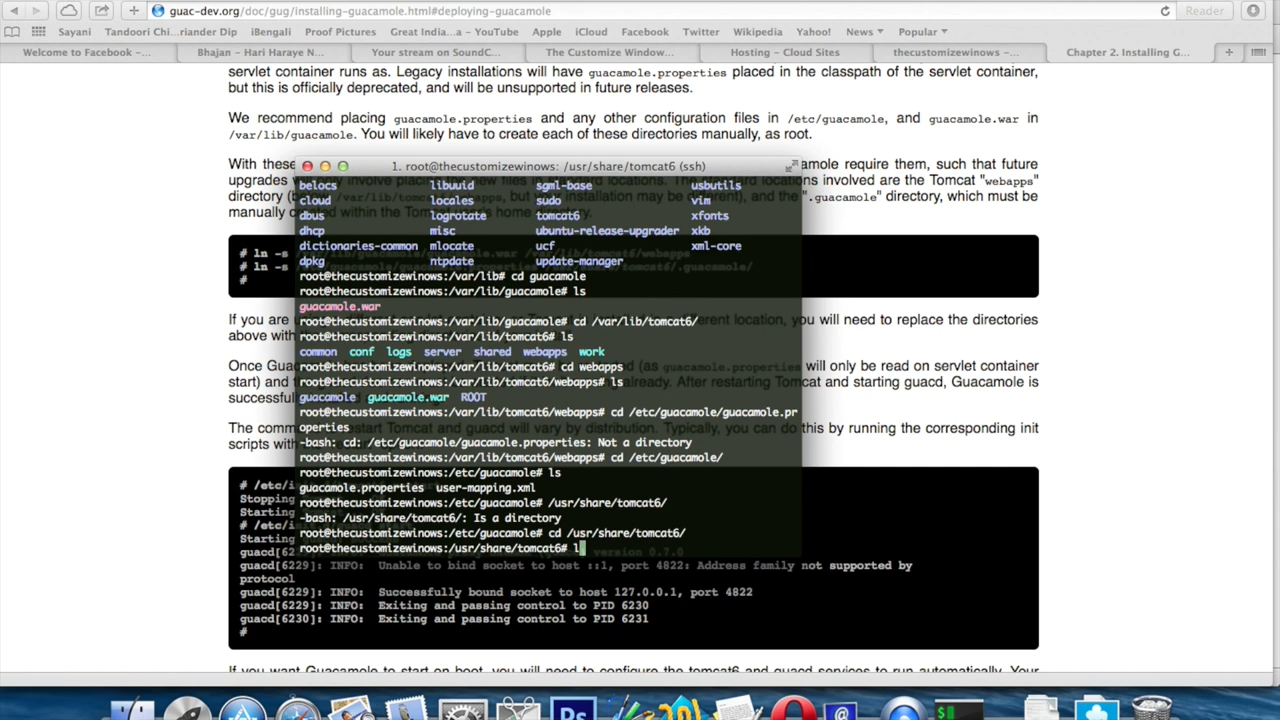 guac-dev.org/doc/gug/installing-guacamole.html#deploying-guacamole
Reader
Sayani Tandoori Chi...riander Dip iBengali Proof Pictures Great India...a – YouTube Apple iCloud Facebook Twitter Wikipedia Yahoo! News Popular
Welcome to Facebook –... Bhajan – Hari Haraye N... Your stream on SoundC... The Customize Window... Hosting – Cloud Sites thecustomizewinows –... Chapter 2. Installing G...
servlet container runs as. Legacy installations will have guacamole.properties placed in the classpath of the servlet container,
but this is officially deprecated, and will be unsupported in future releases.
We recommend placing guacamole.properties and any other configuration files in /etc/guacamole, and guacamole.war in
/var/lib/guacamole. You will likely have to create each of these directories manually, as root.
With these
amole require them, such that future
upgrades
directory
".guacamole" directory, which must be
manually
1. root@thecustomizewinows: /usr/share/tomcat6 (ssh)
belocs libuuid sgml-base usbutils
cloud locales sudo vim
dbus logrotate tomcat6 xfonts
dhcp misc ubuntu-release-upgrader xkb
dictionaries-common mlocate ucf xml-core
dpkg ntpdate update-manager
root@thecustomizewinows:/var/lib# cd guacamole
root@thecustomizewinows:/var/lib/guacamole# ls
guacamole.war
root@thecustomizewinows:/var/lib/guacamole# cd /var/lib/tomcat6/
root@thecustomizewinows:/var/lib/tomcat6# ls
common conf logs server shared webapps work
root@thecustomizewinows:/var/lib/tomcat6# cd webapps
root@thecustomizewinows:/var/lib/tomcat6/webapps# ls
guacamole guacamole.war ROOT
root@thecustomizewinows:/var/lib/tomcat6/webapps# cd /etc/guacamole/guacamole.pr
operties
-bash: cd: /etc/guacamole/guacamole.properties: Not a directory
root@thecustomizewinows:/var/lib/tomcat6/webapps# cd /etc/guacamole/
root@thecustomizewinows:/etc/guacamole# ls
guacamole.properties user-mapping.xml
root@thecustomizewinows:/etc/guacamole# /usr/share/tomcat6/
-bash: /usr/share/tomcat6/: Is a directory
root@thecustomizewinows:/etc/guacamole# cd /usr/share/tomcat6/
root@thecustomizewinows:/usr/share/tomcat6# l
# ln -s
# ln -s
#
If you are
location, you will need to replace the directories
above with
Once Guac
will only be read on servlet container
start) and
already. After restarting Tomcat and starting guacd, Guacamole is
successfu
The comm
this by running the corresponding init
scripts with
Stopping
Starting
Starting
version 0.7.0
guacd[6229]: INFO: Unable to bind socket to host ::1, port 4822: Address family not supported by
protocol
guacd[6229]: INFO: Successfully bound socket to host 127.0.0.1, port 4822
guacd[6229]: INFO: Exiting and passing control to PID 6230
guacd[6230]: INFO: Exiting and passing control to PID 6231
#
If you want Guacamole to start on boot, you will need to configure the tomcat6 and guacd services to run automatically. Your